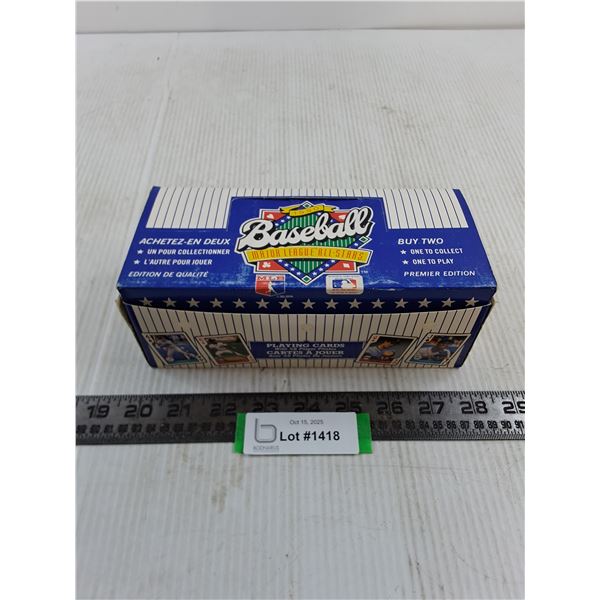 Baseball
MAJOR LEAGUE ALL-STARS
ACHETEZ-EN DEUX
★ UN POUR COLLECTIONNER
★ L'AUTRE POUR JOUER
EDITION DE QUALITÉ
BUY TWO
★ ONE TO COLLECT
★ ONE TO PLAY
PREMIER EDITION
PLAYING CARDS
CARTES À JOUER
19 20 21 22 25 26 27 28 29
Oct 15, 2025
Lot #1418
BODNARUS